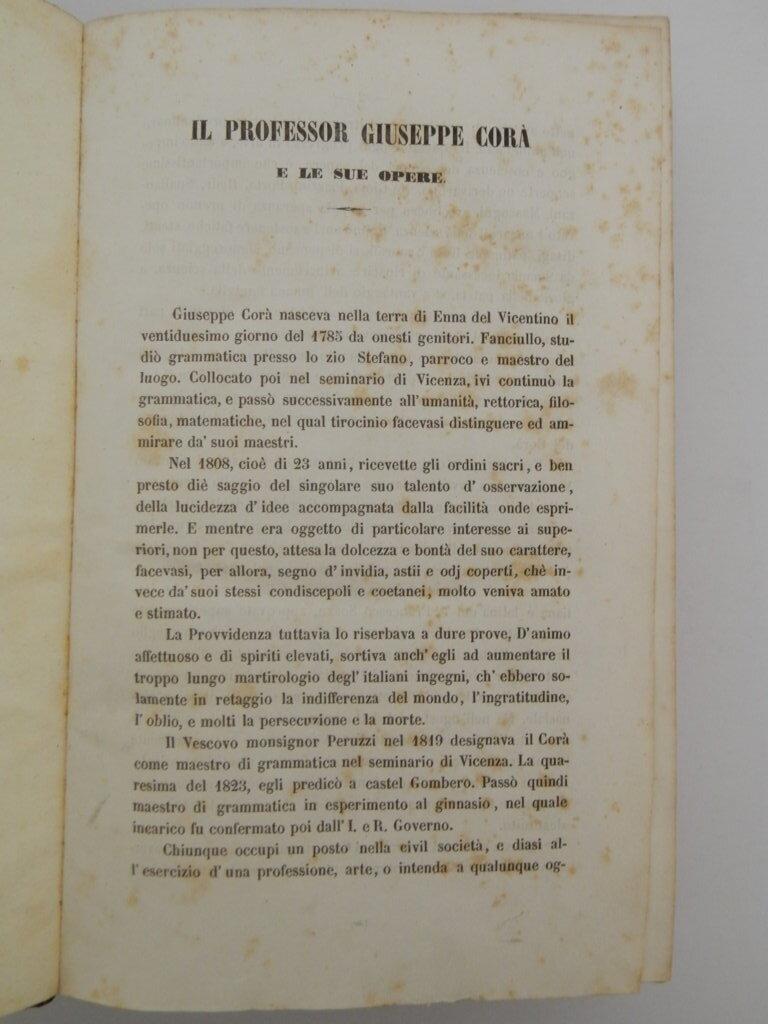 IL PROFESSOR GIUSEPPE CORÀ
E LE SUE OPERE.
Giuseppe Corà nasceva nella terra di Enna del Vicentino il
ventiduesimo giorno del 1785 da onesti genitori. Fanciullo, stu-
diò grammatica presso lo zio Stefano, parroco e maestro del
luogo. Collocato poi nel seminario di Vicenza, ivi continuò la
grammatica, e passò successivamente all'umanità, rettorica, filo-
sofia, matematiche, nel qual tirocinio facevasi distinguere ed am-
mirare da' suoi maestri.
Nel 1808, cioè di 23 anni, ricevette gli ordini sacri, e ben
presto diè saggio del singolare suo talento d' osservazione,
della lucidezza d' idee accompagnata dalla facilità onde espri-
merle. E mentre era oggetto di particolare interesse ai supe-
riori, non per questo, attesa la dolcezza e bontà del suo carattere,
facevasi, per allora, segno d' invidia, astii e odj coperti, chè in-
vece da' suoi stessi condiscepoli e coetanei, molto veniva amato
e stimato.
La Provvidenza tuttavia lo riserbava a dure prove, D'animo
affettuoso e di spiriti elevati, sortiva anch' egli ad aumentare il
troppo lungo martirologio degl' italiani ingegni, ch' ebbero so-
lamente in retaggio la indifferenza del mondo, l'ingratitudine,
l' oblio, e molti la persecuzione e la morte.
Il Vescovo monsignor Peruzzi nel 1819 designava il Corà
come maestro di grammatica nel seminario di Vicenza. La qua-
resima del 1823, egli predicò a castel Gombero. Passò quindi
maestro di grammatica in esperimento al ginnasio, nel quale
incarico fu confermato poi dall' I. e R. Governo.
Chiunque occupi un posto nella civil società, e diasi al-
l' esercizio d' una professione, arte, o intenda a qualunque og-